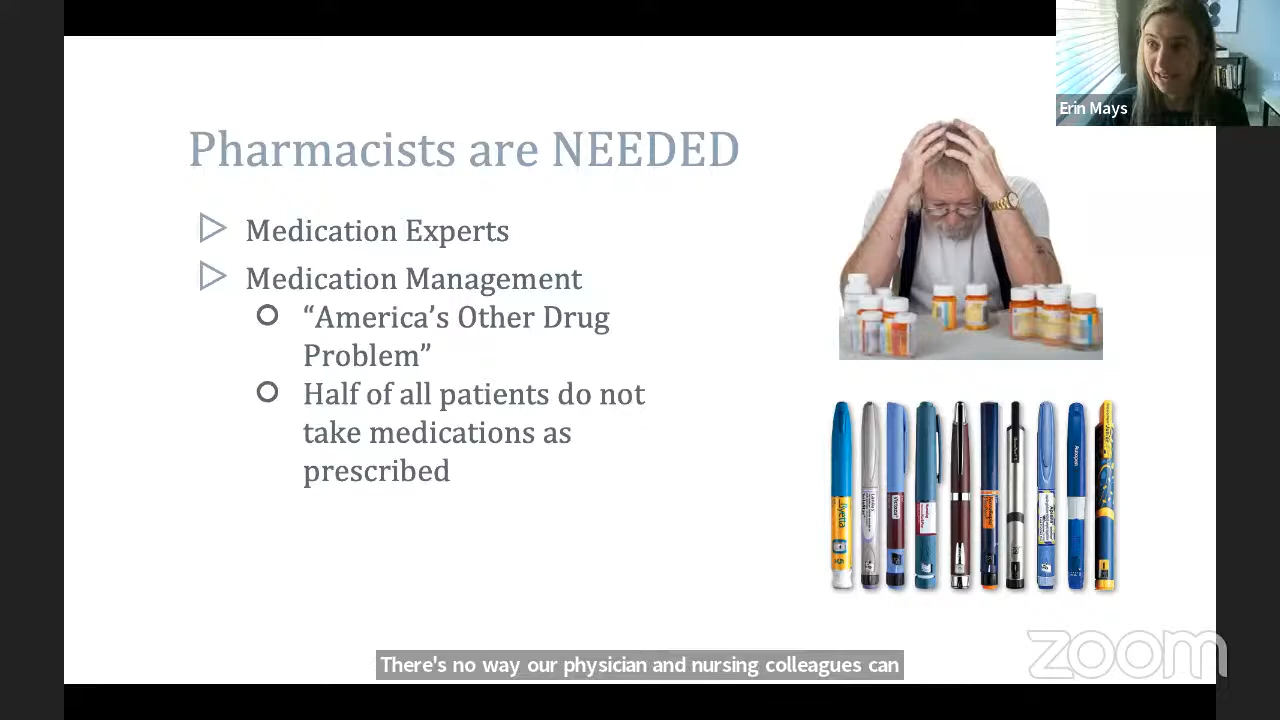 Erin Mays
Pharmacists are NEEDED
Medication Experts
Medication Management
“America’s Other Drug
Problem”
Half of all patients do not
take medications as
prescribed
There's no way our physician and nursing colleagues can
zoom